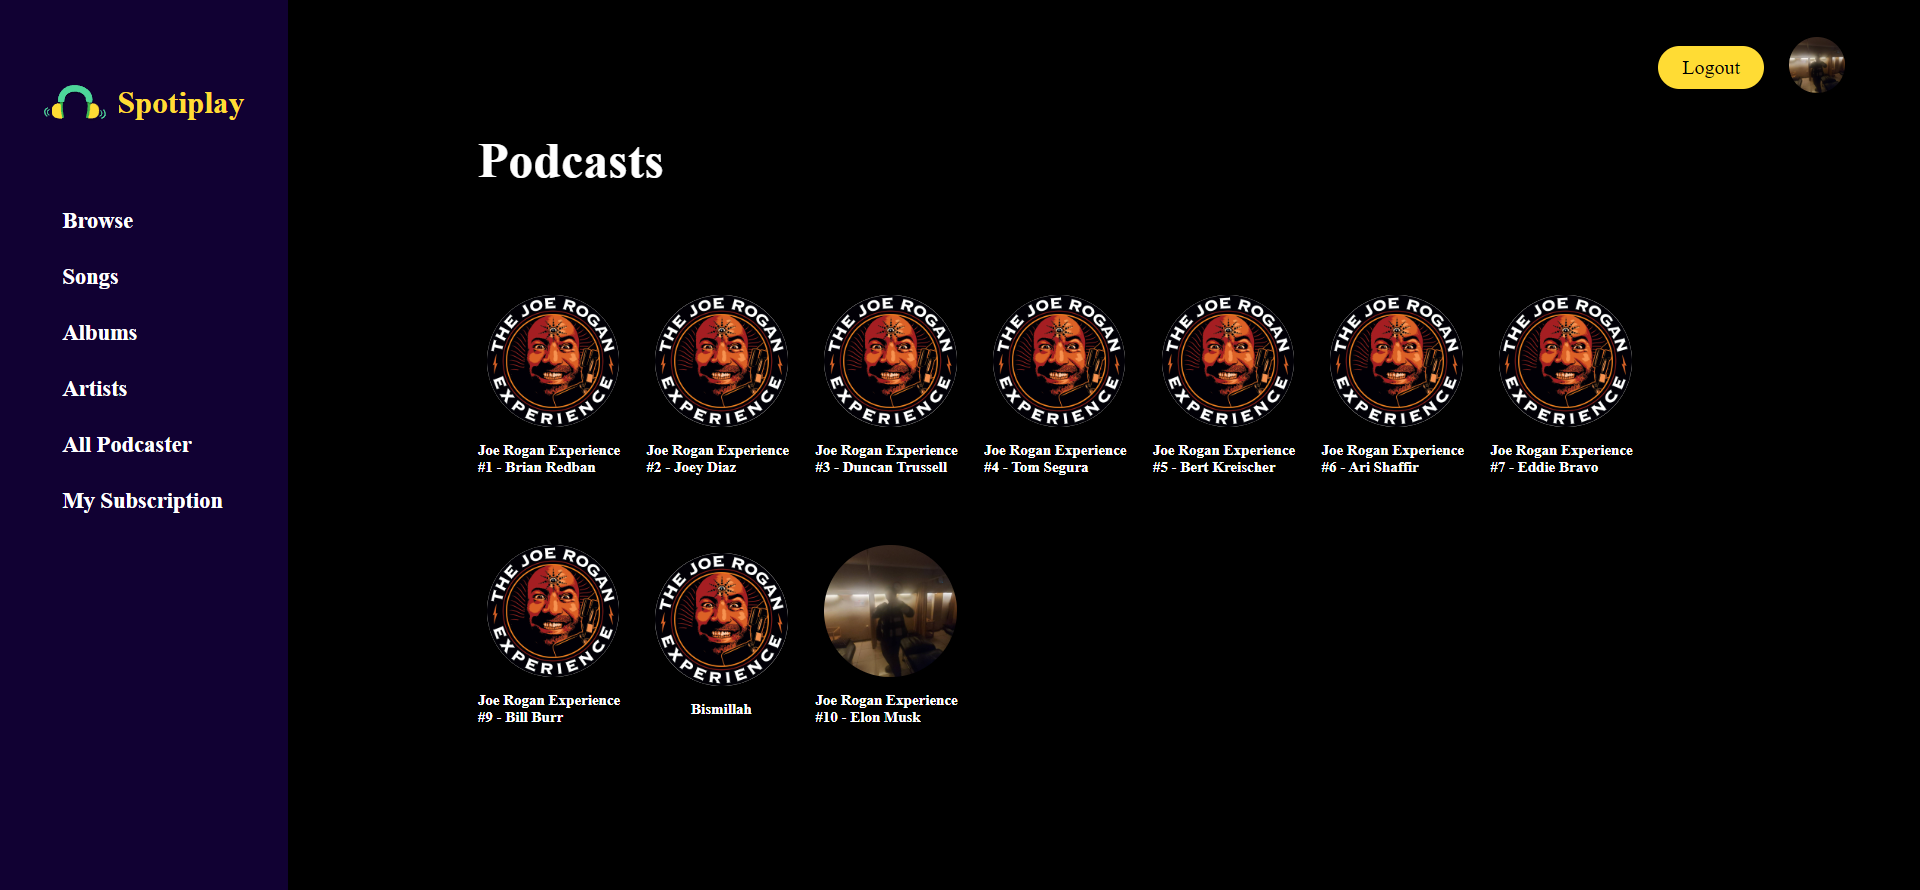 Spotiplay
Browse
Songs
Albums
Artists
All Podcaster
My Subscription
Logout
Podcasts
THE JOE ROGAN
EXPERIENCE
Joe Rogan Experience
#1 - Brian Redban
THE JOE ROGAN
EXPERIENCE
Joe Rogan Experience
#2 - Joey Diaz
THE JOE ROGAN
EXPERIENCE
Joe Rogan Experience
#3 - Duncan Trussell
THE JOE ROGAN
EXPERIENCE
Joe Rogan Experience
#4 - Tom Segura
THE JOE ROGAN
EXPERIENCE
Joe Rogan Experience
#5 - Bert Kreischer
THE JOE ROGAN
EXPERIENCE
Joe Rogan Experience
#6 - Ari Shaffir
THE JOE ROGAN
EXPERIENCE
Joe Rogan Experience
#7 - Eddie Bravo
THE JOE ROGAN
EXPERIENCE
Joe Rogan Experience
#9 - Bill Burr
THE JOE ROGAN
EXPERIENCE
Bismillah
Joe Rogan Experience
#10 - Elon Musk